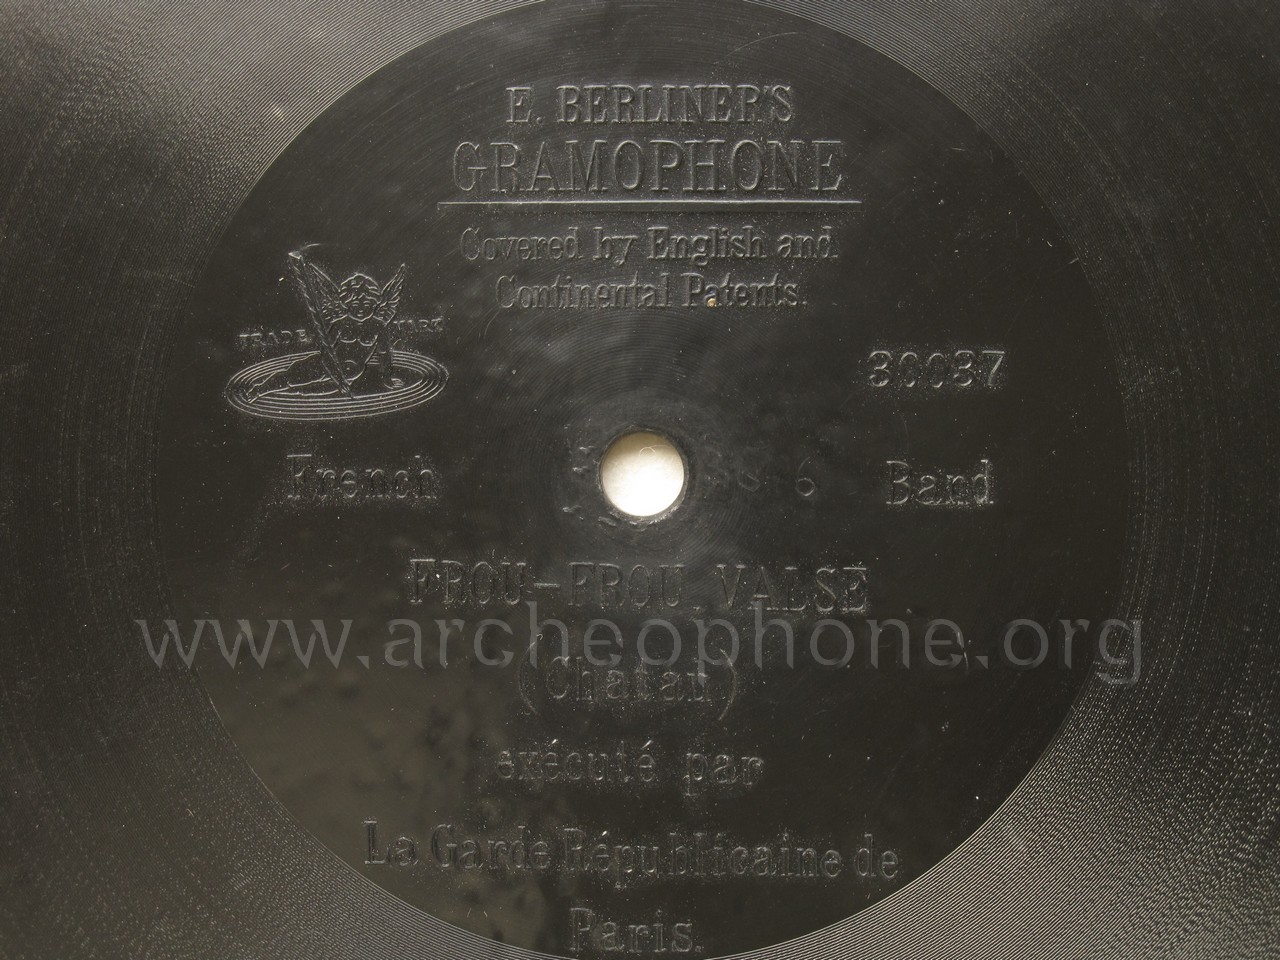 E. BERLINER'S
GRAMOPHONE
Covered by English and
Continental Patents.
TRADE MARK
30037
French
6
Band
FROU-FROU VALSE
www.archeophone.org
(Chatau)
exécuté par
La Garde Républicaine de
Paris.